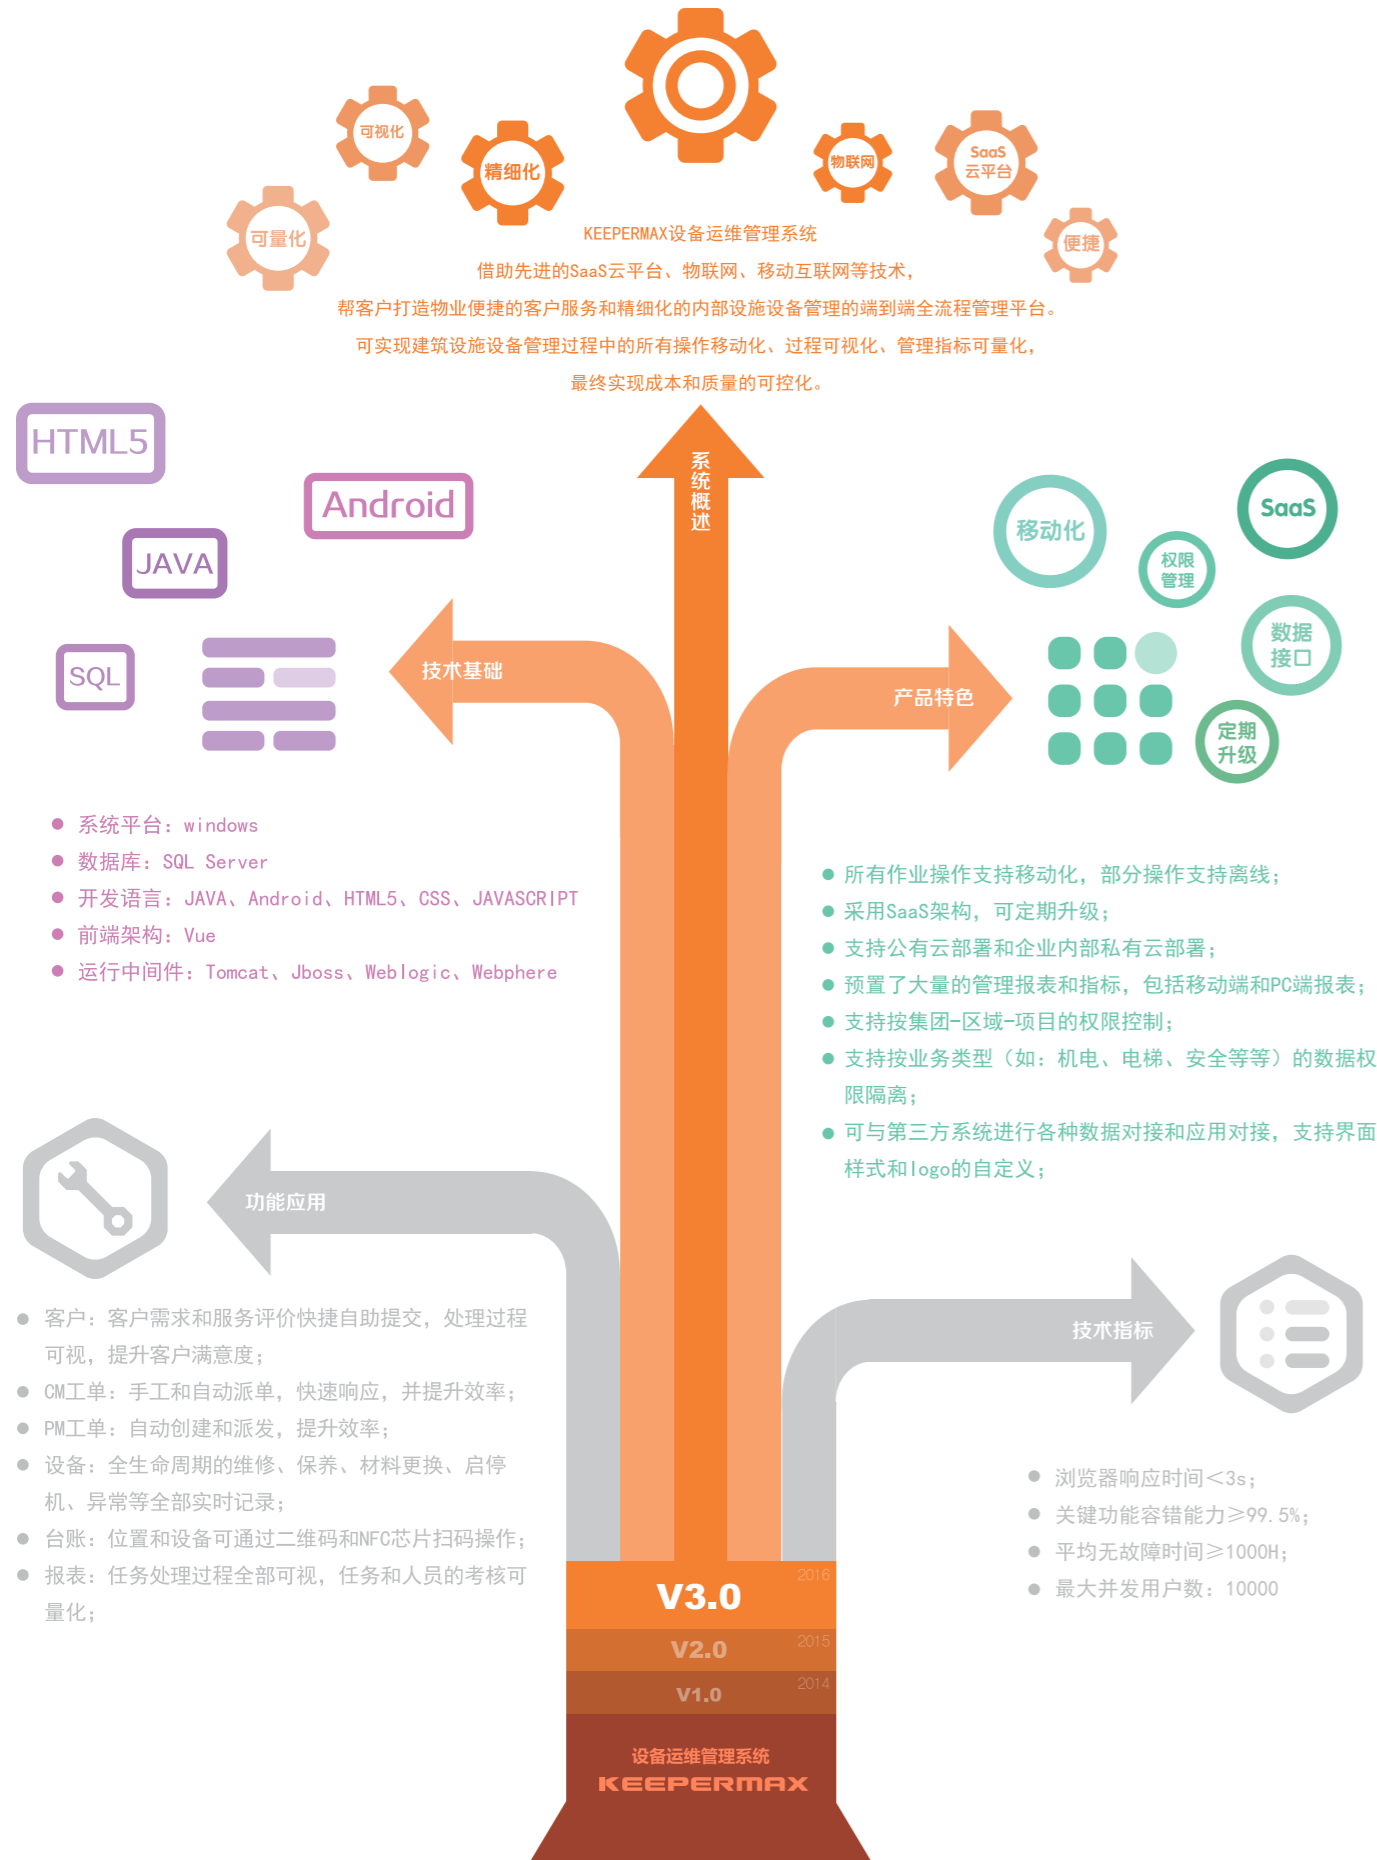 可视化
精细化
物联网
SaaS
云平台
可量化
便捷
KEEPERMAX设备运维管理系统
借助先进的SaaS云平台、物联网、移动互联网等技术，
帮客户打造物业便捷的客户服务和精细化的内部设施设备管理的端到端全流程管理平台。
可实现建筑设施设备管理过程中的所有操作移动化、过程可视化、管理指标可量化，
最终实现成本和质量的可控化。
系统概述
HTML5
Android
JAVA
SQL
技术基础
系统平台：windows
数据库：SQL Server
开发语言：JAVA、Android、HTML5、CSS、JAVASCRIPT
前端架构：Vue
运行中间件：Tomcat、Jboss、Weblogic、Webphere
移动化
SaaS
权限
管理
数据
接口
定期
升级
产品特色
所有作业操作支持移动化，部分操作支持离线；
采用SaaS架构，可定期升级；
支持公有云部署和企业内部私有云部署；
预置了大量的管理报表和指标，包括移动端和PC端报表；
支持按集团-区域-项目的权限控制；
支持按业务类型（如：机电、电梯、安全等等）的数据权
限隔离；
可与第三方系统进行各种数据对接和应用对接，支持界面
样式和logo的自定义；
功能应用
客户：客户需求和服务评价快捷自助提交，处理过程
可视，提升客户满意度；
CM工单：手工和自动派单，快速响应，并提升效率；
PM工单：自动创建和派发，提升效率；
设备：全生命周期的维修、保养、材料更换、启停
机、异常等全部实时记录；
台账：位置和设备可通过二维码和NFC芯片扫码操作；
报表：任务处理过程全部可视，任务和人员的考核可
量化；
技术指标
浏览器响应时间＜3s；
关键功能容错能力≥99.5%；
平均无故障时间≥1000H；
最大并发用户数：10000
V3.0 2016
V2.0 2015
V1.0 2014
设备运维管理系统
KEEPERMAX